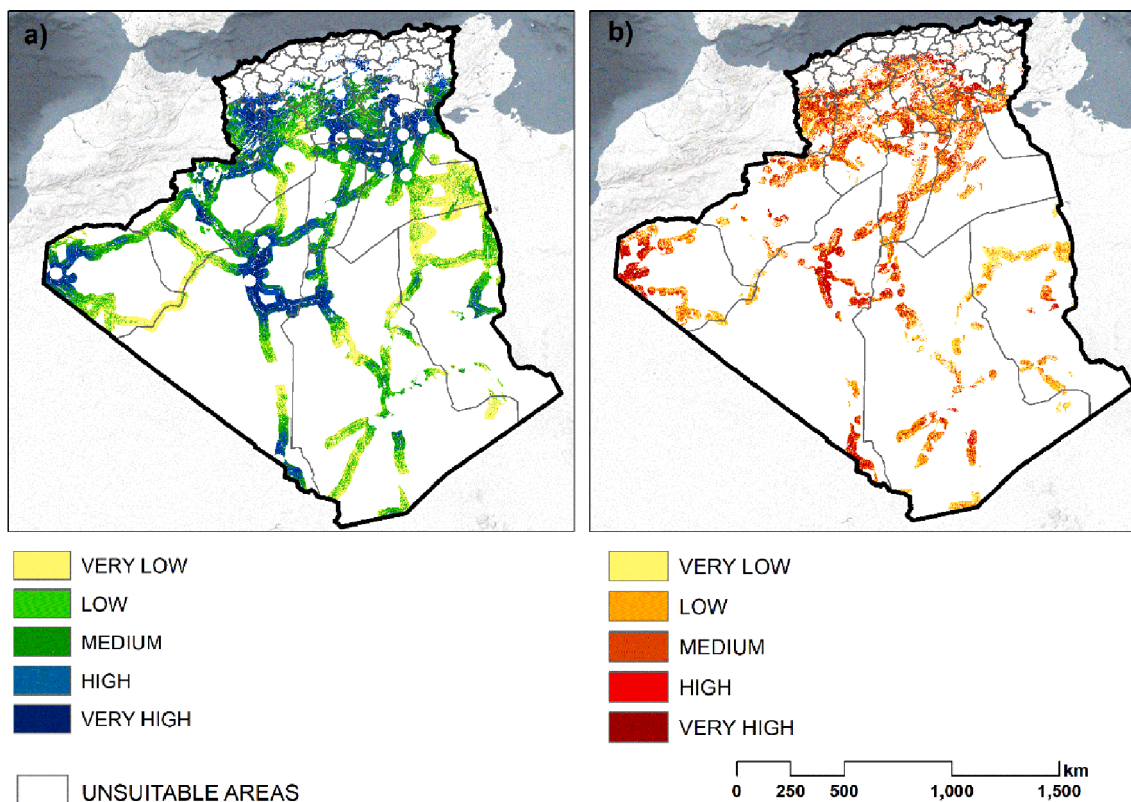 a)
b)
VERY LOW
LOW
MEDIUM
HIGH
VERY HIGH
UNSUITABLE AREAS
VERY LOW
LOW
MEDIUM
HIGH
VERY HIGH
km
0 250 500 1,000 1,500